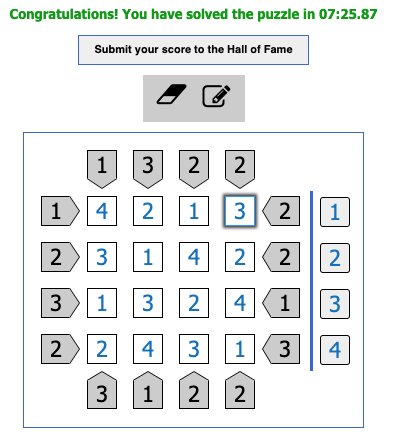 Congratulations! You have solved the puzzle in 07:25.87
Submit your score to the Hall of Fame
1 3 2 2
1 4 2 1 3 2 1
2 3 1 4 2 2 2
3 1 3 2 4 1 3
2 2 4 3 1 3 4
3 1 2 2